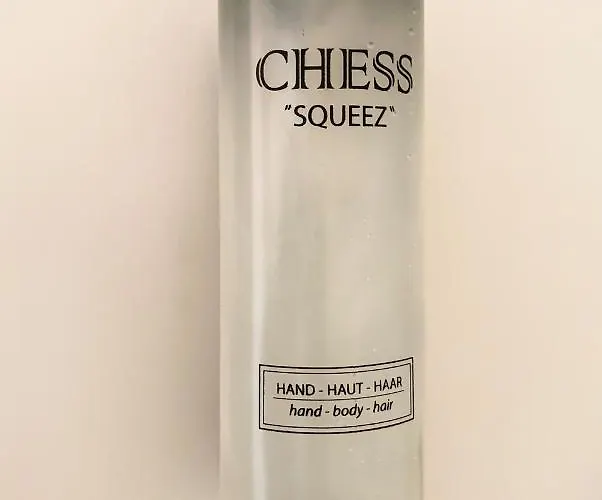 CHESS
"SQUEEZ"
HAND - HAUT - HAAR
hand - body - hair